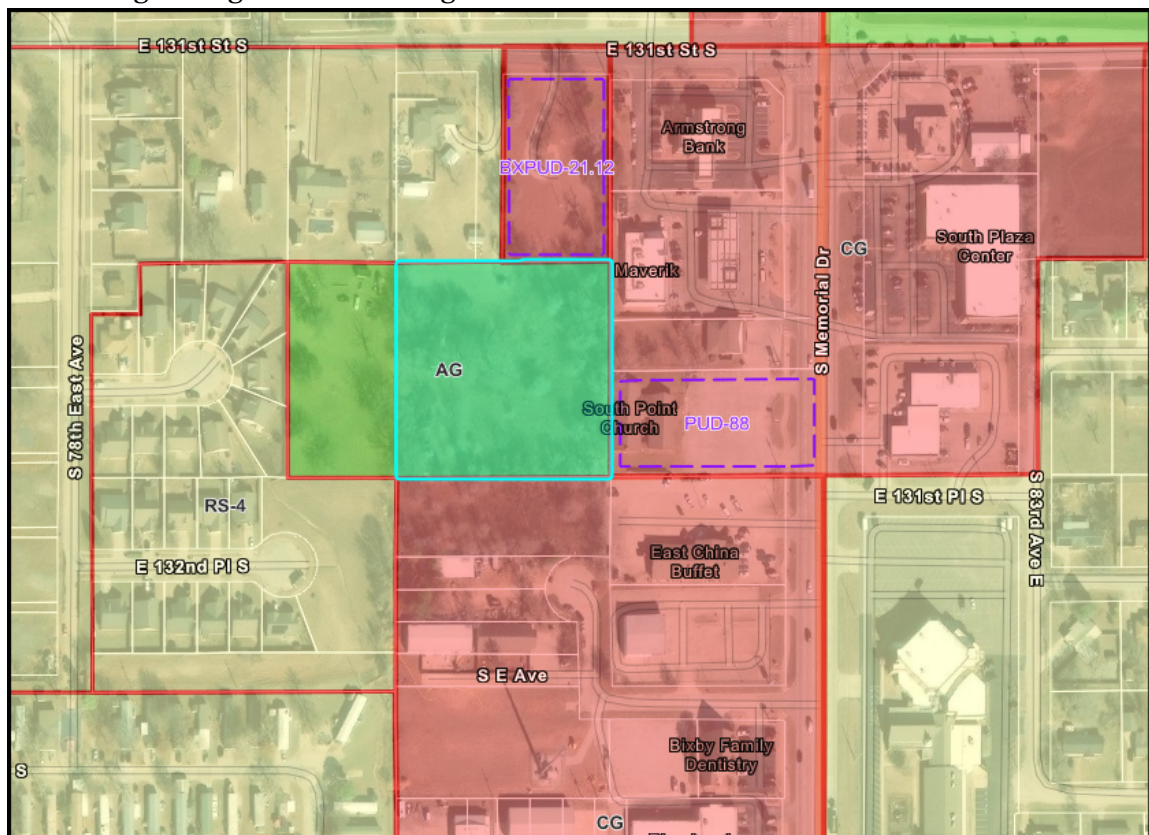 E 131st St S
E 131st St S
Armstrong
Bank
BXPUD-21.12
CG
South Plaza
Center
Maverik
S Memorial Dr
AG
S 78th East Ave
South Point
Church
PUD-88
RS-4
E 131st Pl S
S 83rd Ave E
East China
Buffet
E 132nd Pl S
S E Ave
Bixby Family
Dentistry
S
CG